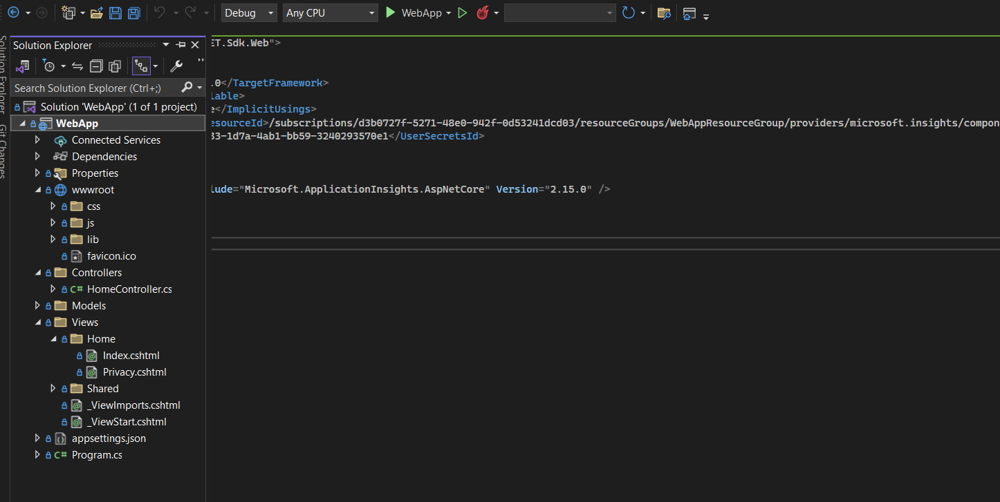 Debug
Any CPU
WebApp
Solution Explorer
Git Changes
Solution Explorer
Search Solution Explorer (Ctrl+;)
Solution 'WebApp' (1 of 1 project)
WebApp
Connected Services
Dependencies
Properties
wwwroot
css
js
lib
favicon.ico
Controllers
C# HomeController.cs
Models
Views
Home
Index.cshtml
Privacy.cshtml
Shared
_ViewImports.cshtml
_ViewStart.cshtml
appsettings.json
C# Program.cs
ET.Sdk.Web">
.0</TargetFramework>
lable>
e</ImplicitUsings>
esourceId>/subscriptions/d3b0727f-5271-48e0-942f-0d53241dcd03/resourceGroups/WebAppResourceGroup/providers/microsoft.insights/compon
33-1d7a-4ab1-bb59-3240293570e1</UserSecretsId>
lude="Microsoft.ApplicationInsights.AspNetCore" Version="2.15.0" />